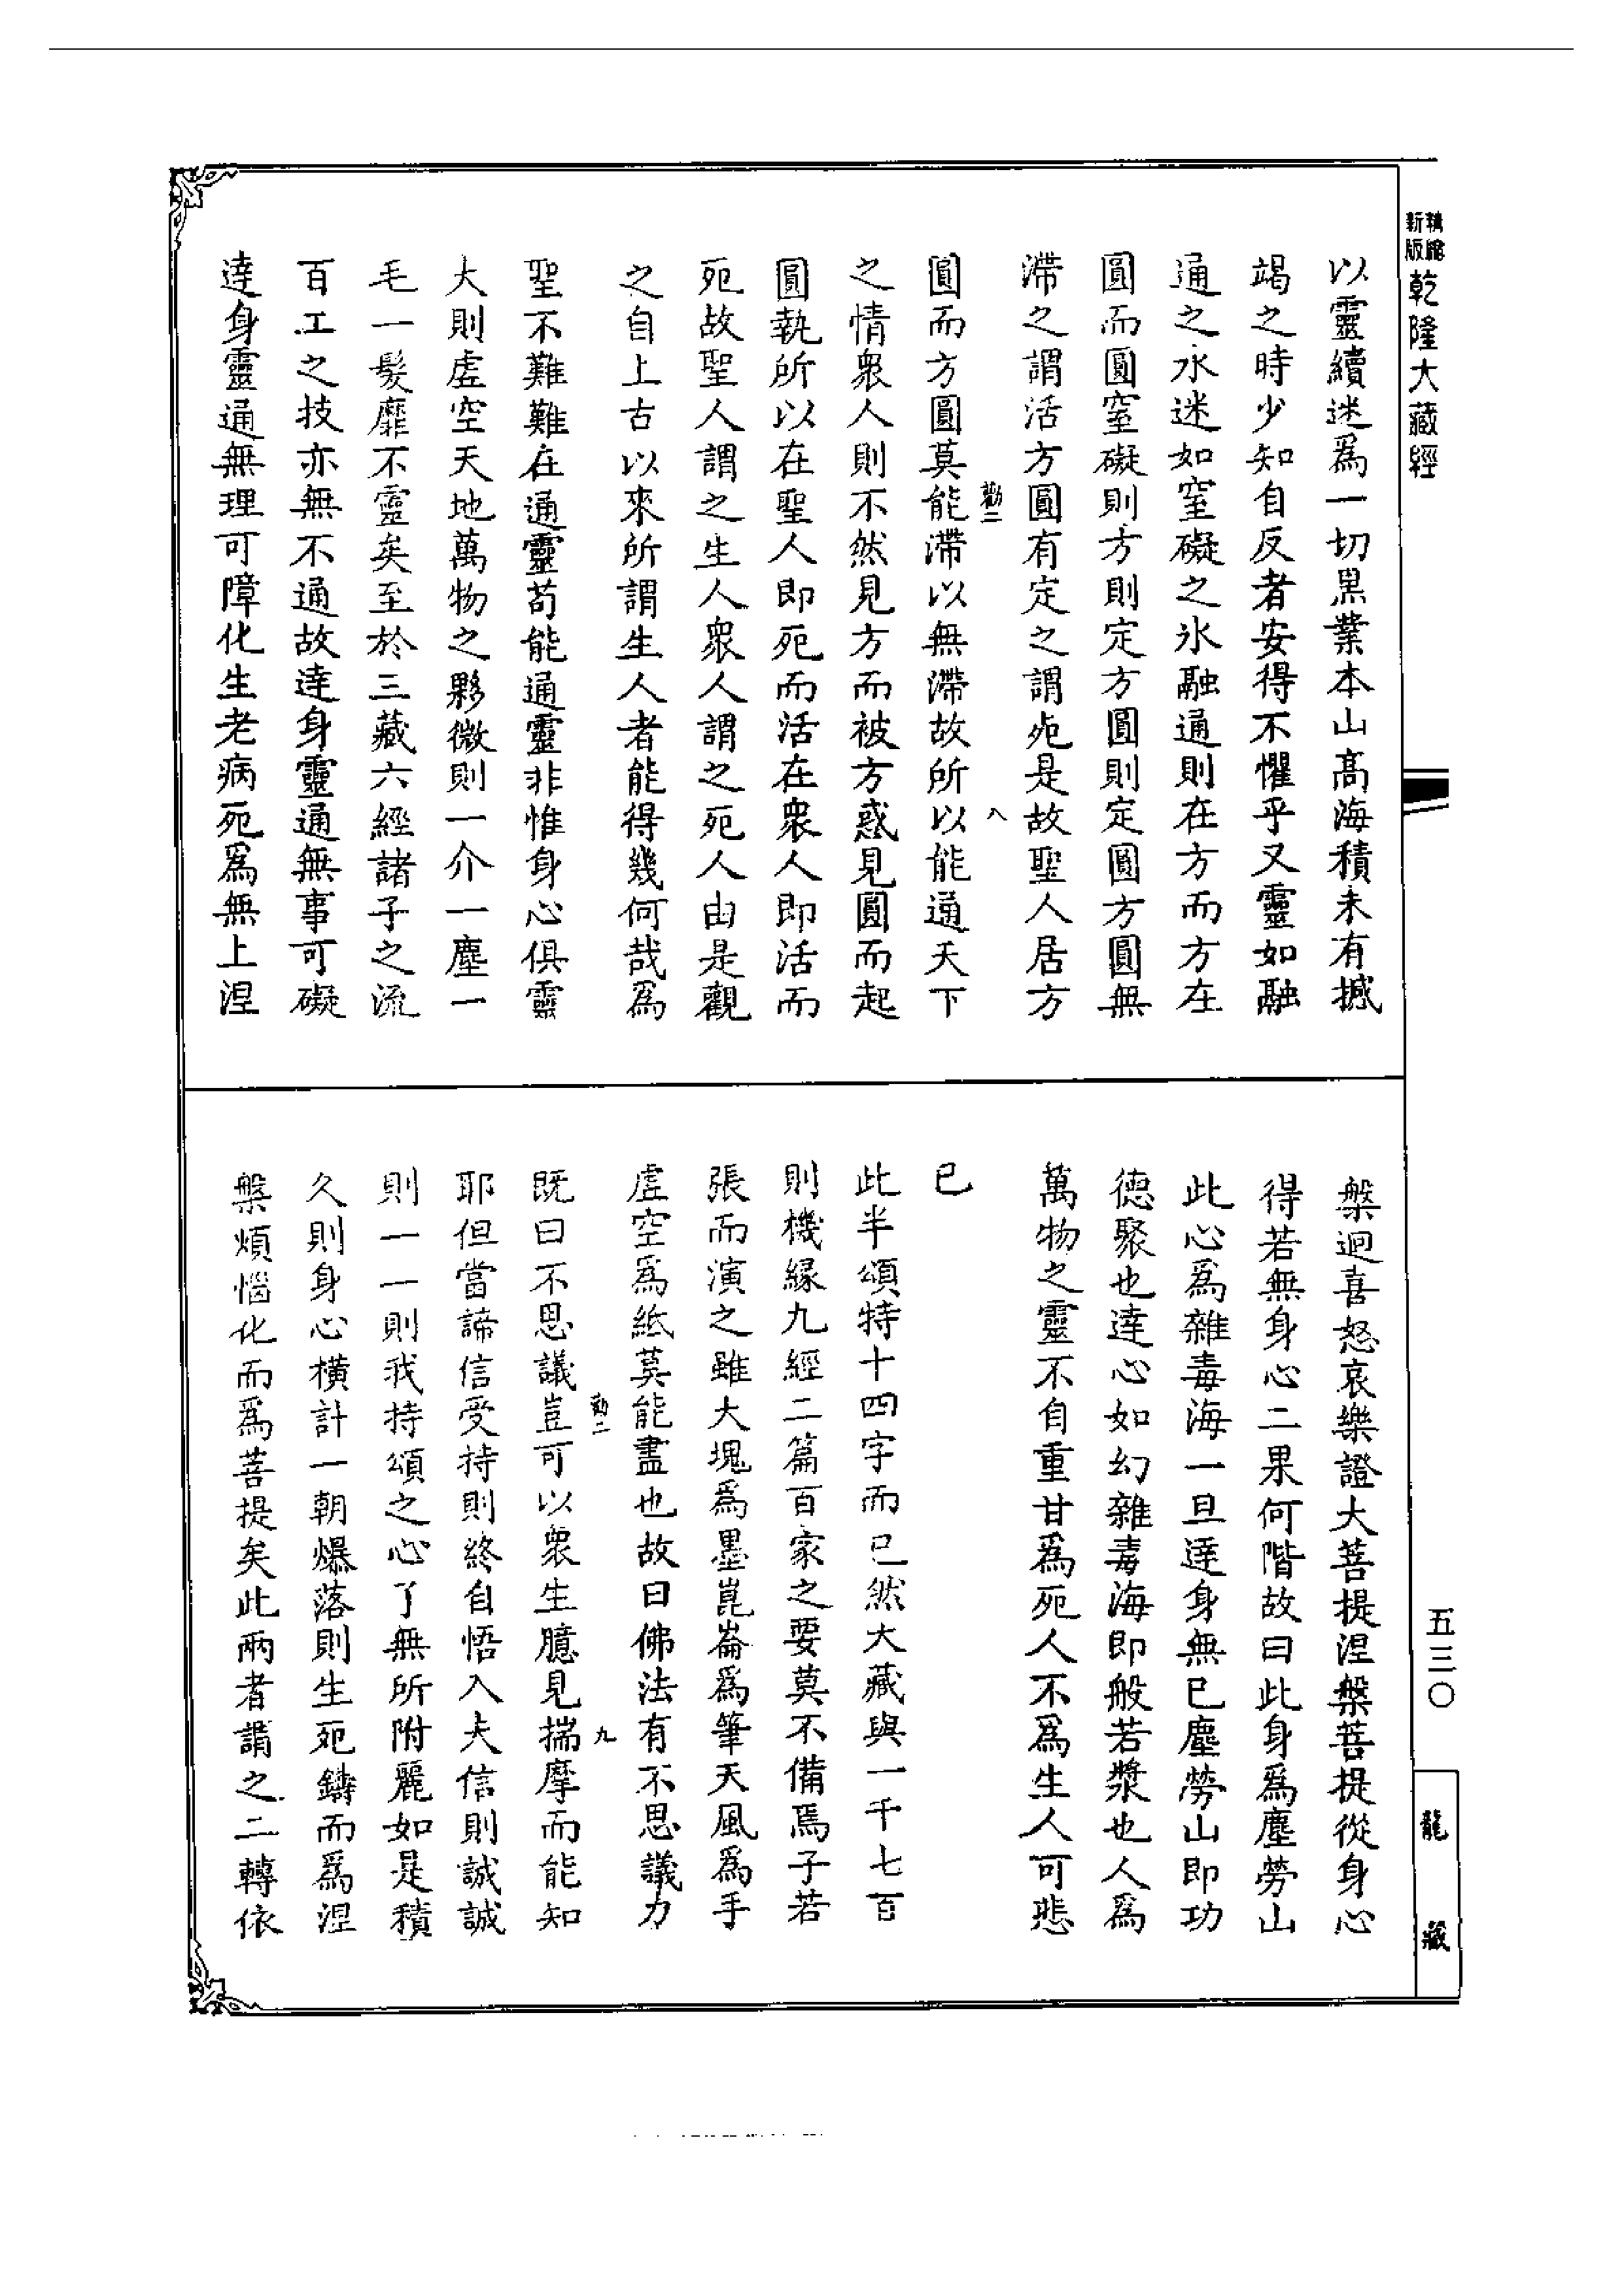 新版 精縮 乾隆大藏經
以靈續迷爲一切黑業本山高海積未有撼
竭之時少知自反者安得不懼乎又靈如融
通之水迷如窒礙之氷融通則在方而方在
圓而圓窒礙則方則定方圓則定圓方圓無
滯之謂活方圓有定之謂死是故聖人居方
勤二 八
圓而方圓莫能滯以無滯故所以能通天下
之情衆人則不然見方而被方惑見圓而起
圓執所以在聖人即死而活在衆人即活而
死故聖人謂之生人衆人謂之死人由是觀
之自上古以來所謂生人者能得幾何哉爲
聖不難難在通靈苟能通靈非惟身心俱靈
大則虛空天地萬物之夥微則一介一塵一
毛一髮靡不靈矣至於三藏六經諸子之流
百工之技亦無不通故達身靈通無事可礙
達身靈通無理可障化生老病死爲無上涅
槃迴喜怒哀樂證大菩提涅槃菩提從身心
得若無身心二果何階故曰此身爲塵勞山
此心爲雜毒海一旦達身無已塵勞山即功
德聚也達心如幻雜毒海即般若漿也人爲
萬物之靈不自重甘爲死人不爲生人可悲
已
此半頌特十四字而已然大藏與一千七百
則機緣九經二篇百家之要莫不備焉子若
張而演之雖大塊爲墨崑崙爲筆天風爲手
虛空爲紙莫能盡也故曰佛法有不思議力
勤二 九
既曰不思議豈可以衆生臆見揣摩而能知
耶但當諦信受持則終自悟入夫信則誠誠
則一一則我持頌之心了無所附麗如是積
久則身心橫計一朝爆落則生死鑄而爲涅
槃煩惱化而爲菩提矣此兩者謂之二轉依
五三〇
龍藏